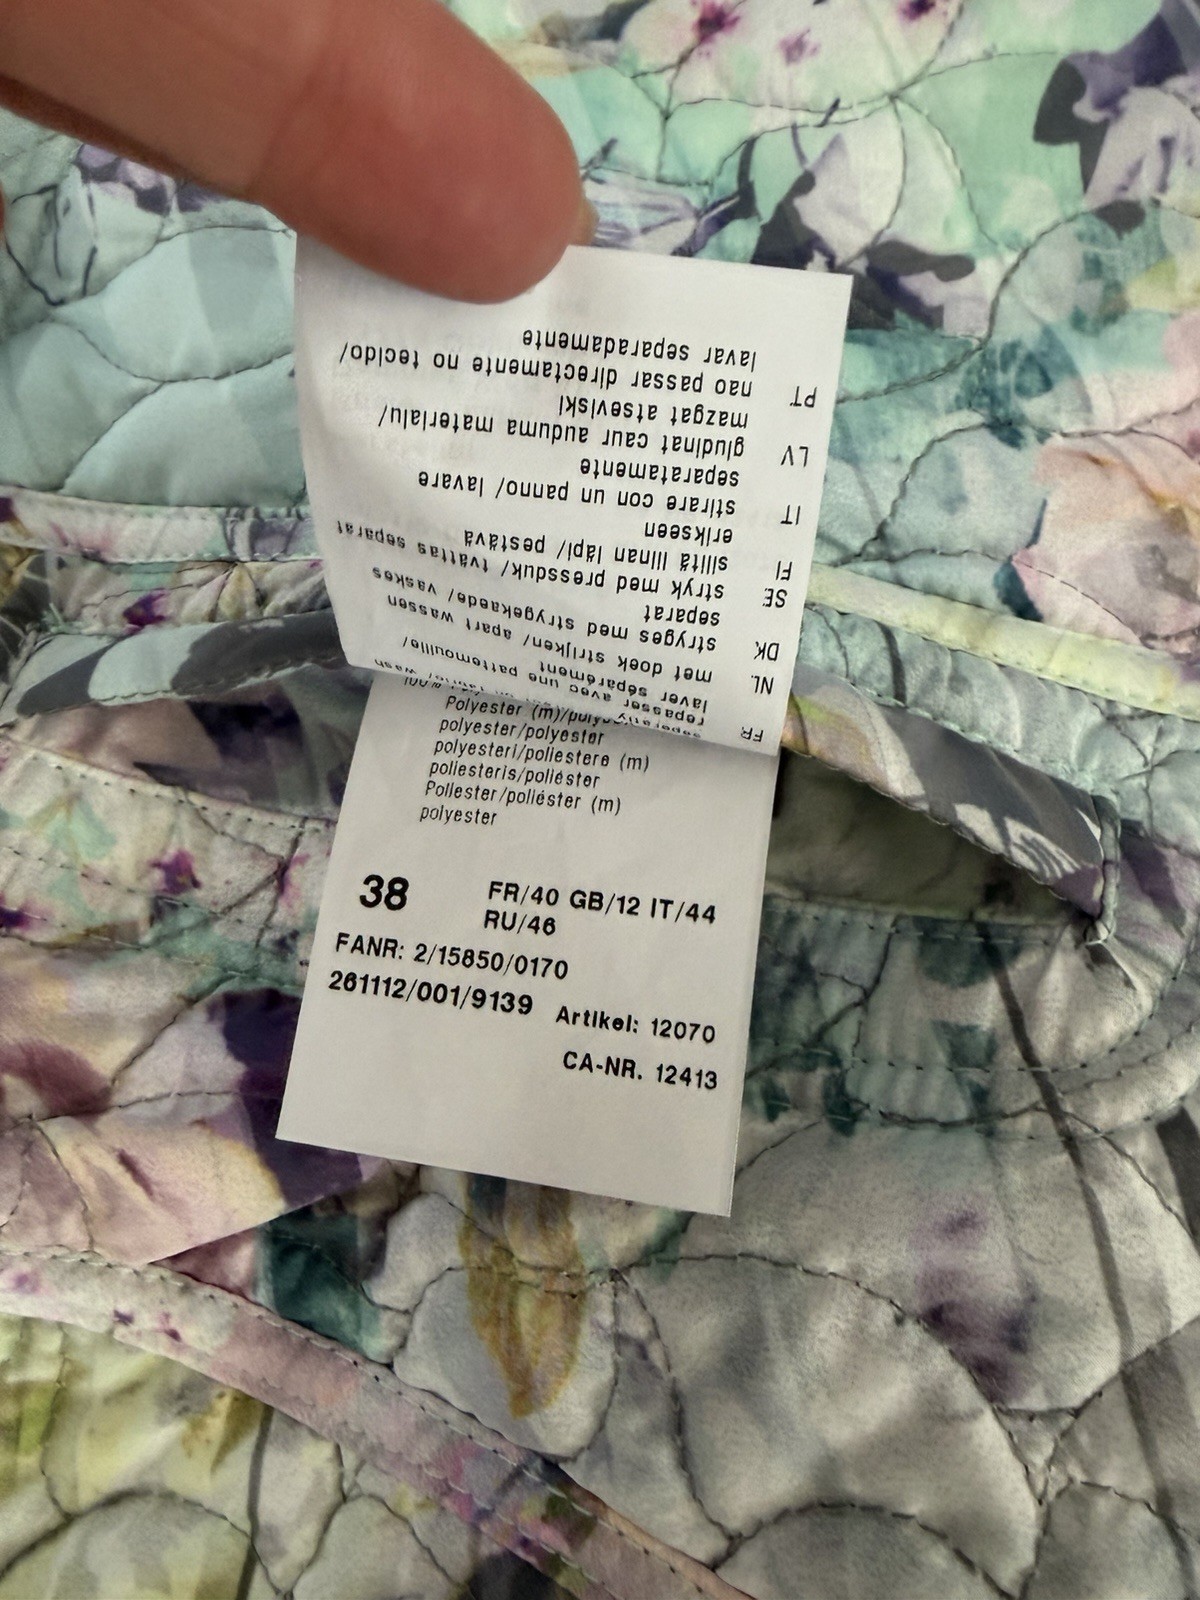 FR repasser avec une pattemouille/
laver séparément
NL met doek strijken/ apart wassen
DK stryges med strygeklæde/ vaskes
separat
SE stryk med pressduk/ tvättas separat
FI silitä liinan läpi/ pestävä
erikseen
IT stirare con un panno/ lavare
separatamente
LV gludinat caur auduma materialu/
mazgat atseviski
PT nao passar directamente no tecido/
lavar separadamente
Polyester (m)/
polyester/polyester
polyesteri/poliestere (m)
poliesteris/poliéster
Poliester/poliéster (m)
polyester
38 FR/40 GB/12 IT/44
RU/46
FANR: 2/15850/0170
261112/001/9139 Artikel: 12070
CA-NR. 12413